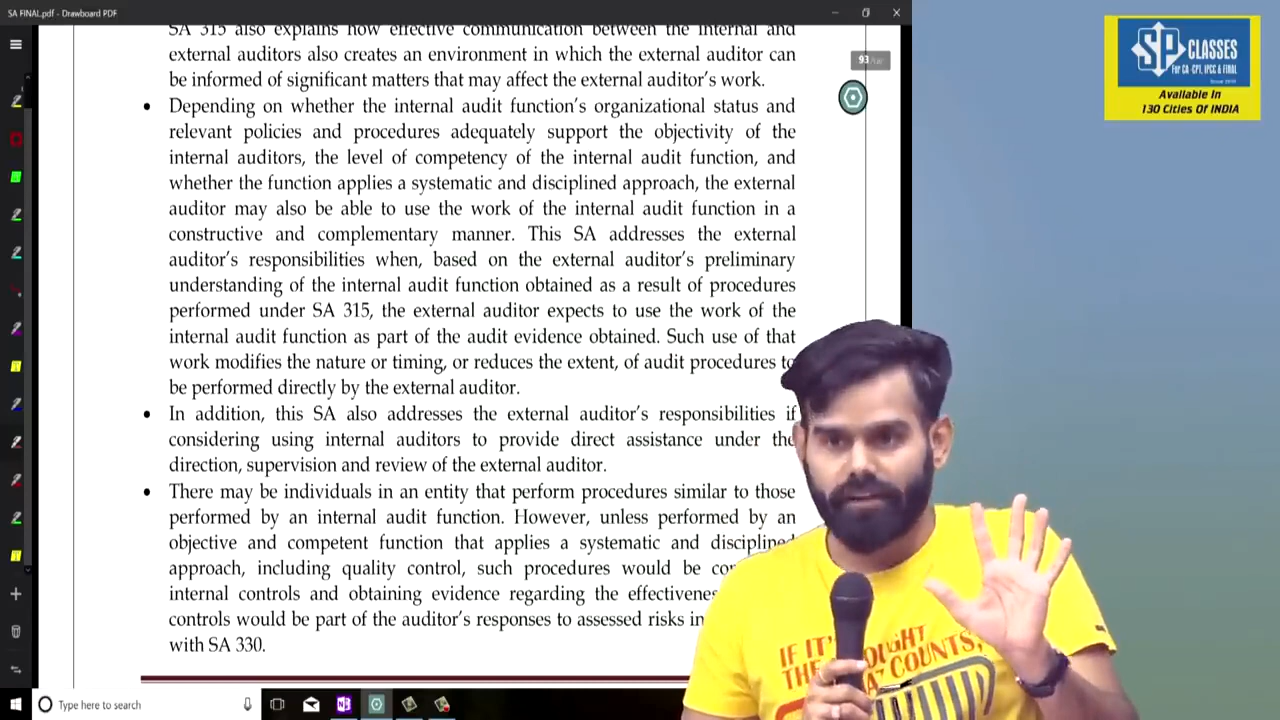 SA FINAL.pdf - Drawboard PDF
SA 315 also explains how effective communication between the internal and
external auditors also creates an environment in which the external auditor can
be informed of significant matters that may affect the external auditor's work.
• Depending on whether the internal audit function's organizational status and
relevant policies and procedures adequately support the objectivity of the
internal auditors, the level of competency of the internal audit function, and
whether the function applies a systematic and disciplined approach, the external
auditor may also be able to use the work of the internal audit function in a
constructive and complementary manner. This SA addresses the external
auditor's responsibilities when, based on the external auditor's preliminary
understanding of the internal audit function obtained as a result of procedures
performed under SA 315, the external auditor expects to use the work of the
internal audit function as part of the audit evidence obtained. Such use of that
work modifies the nature or timing, or reduces the extent, of audit procedures to
be performed directly by the external auditor.
• In addition, this SA also addresses the external auditor's responsibilities if
considering using internal auditors to provide direct assistance under the
direction, supervision and review of the external auditor.
• There may be individuals in an entity that perform procedures similar to those
performed by an internal audit function. However, unless performed by an
objective and competent function that applies a systematic and disciplined
approach, including quality control, such procedures would be
internal controls and obtaining evidence regarding the
controls would be part of the auditor's responses to assessed risks in
with SA 330.
93
SP CLASSES
For CA-CPT, IPCC & FINAL
Available In
130 Cities Of INDIA
IF IT'S
THE
COUNTS,
Type here to search